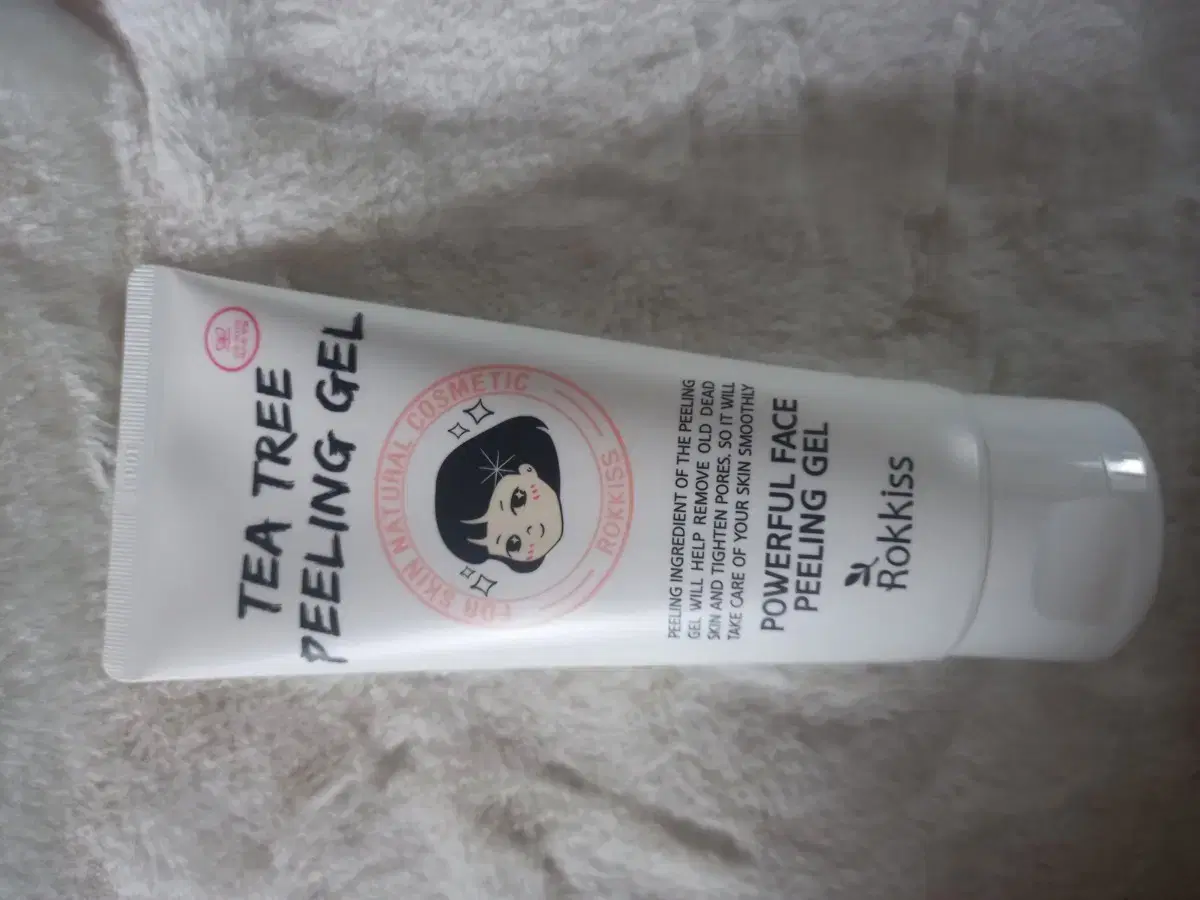 TEA TREE
PEELING GEL
FOR SKIN NATURAL COSMETIC
ROKKISS
PEELING INGREDIENT OF THE PEELING
GEL WILL HELP REMOVE OLD DEAD
SKIN AND TIGHTEN PORES, SO IT WILL
TAKE CARE OF YOUR SKIN SMOOTHLY
POWERFUL FACE
PEELING GEL
Rokkiss